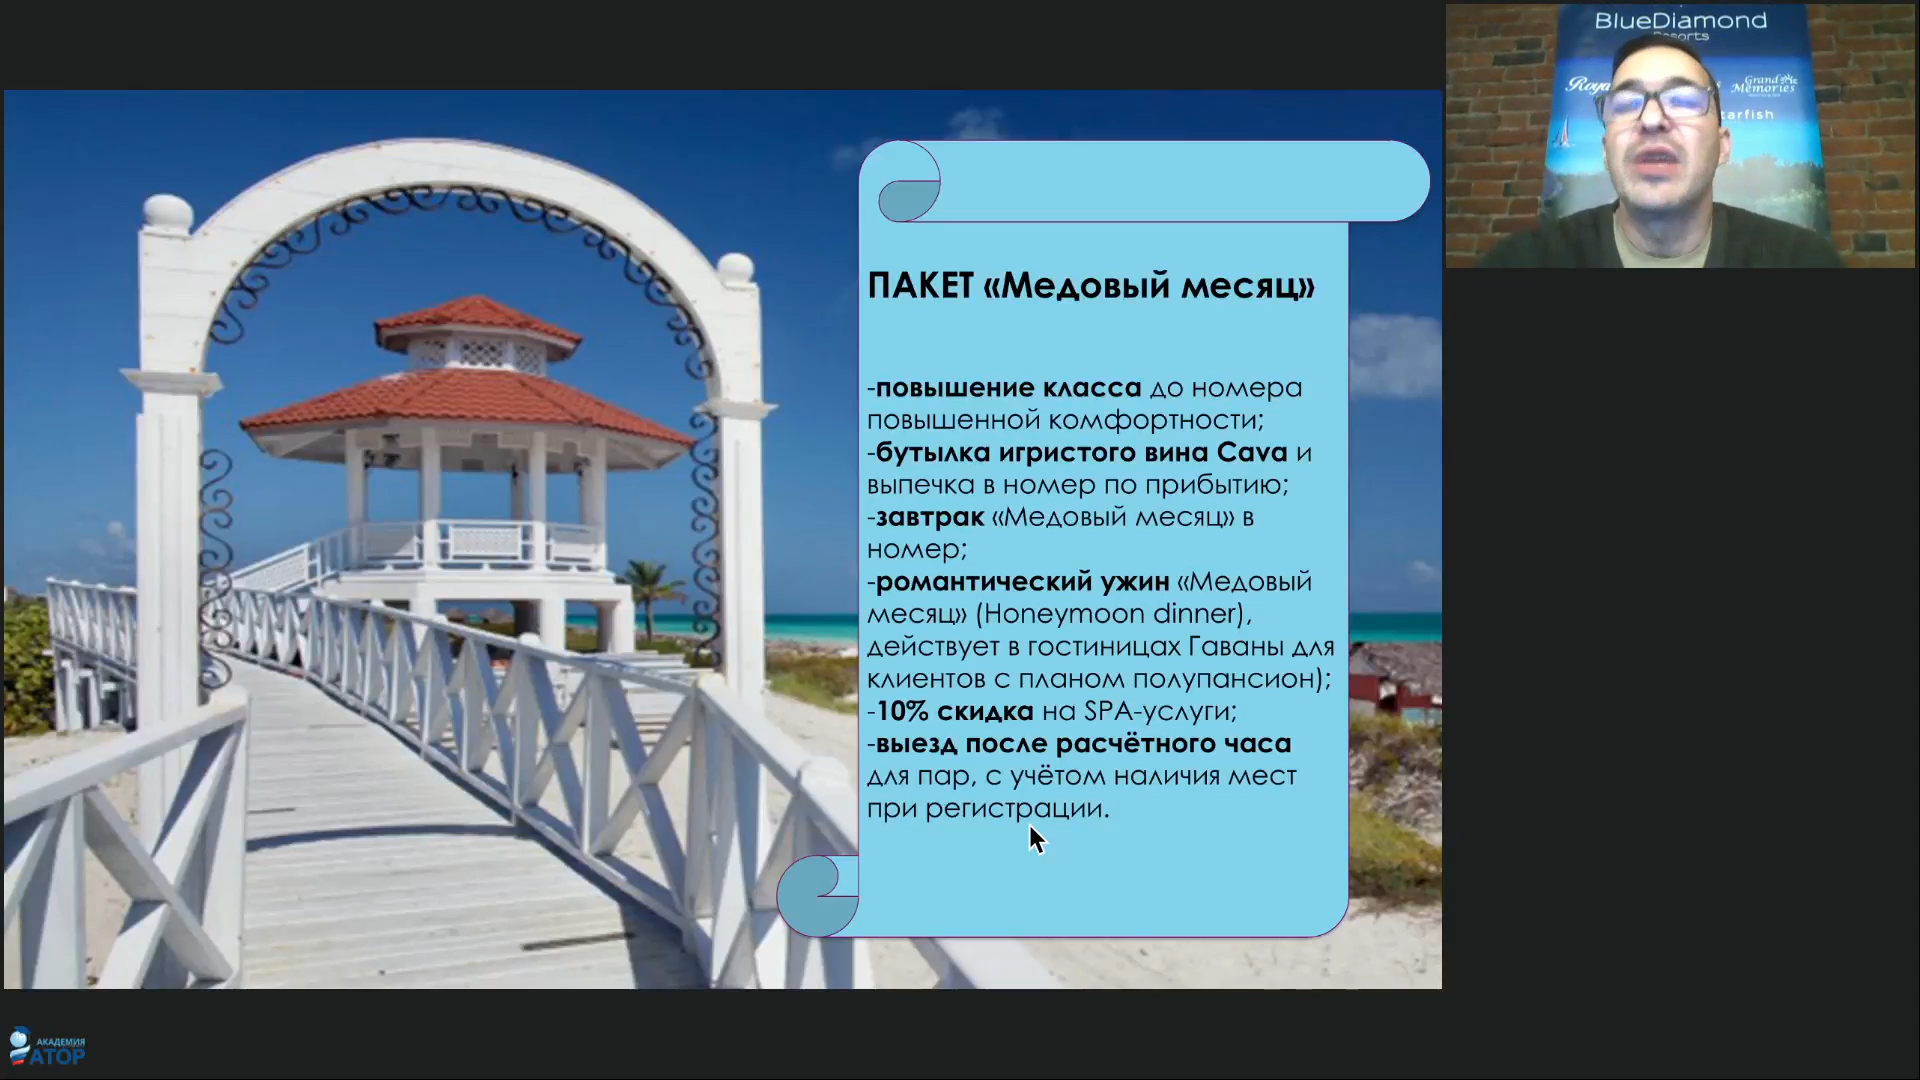 BlueDiamond
Resorts
Grand
Memories
ПАКЕТ «Медовый месяц»
-повышение класса до номера
повышенной комфортности;
-бутылка игристого вина Cava и
выпечка в номер по прибытию;
-завтрак «Медовый месяц» в
номер;
-романтический ужин «Медовый
месяц» (Honeymoon dinner),
действует в гостиницах Гаваны для
клиентов с планом полупансион);
-10% скидка на SPA-услуги;
-выезд после расчётного часа
для пар, с учётом наличия мест
при регистрации.
АКАДЕМИЯ
АТОР